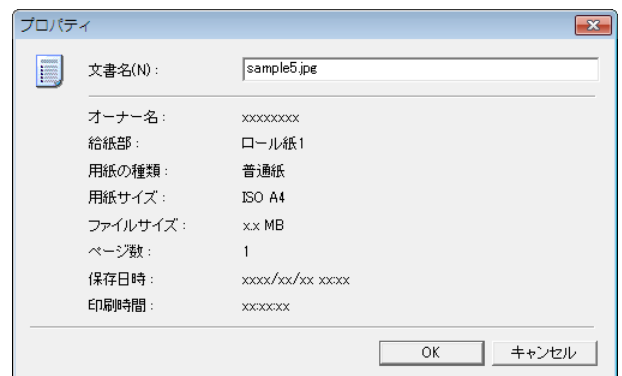 プロパティ
文書名(N) : sample5.jpg
オーナー名 : xxxxxxxx
給紙部 : ロール紙1
用紙の種類 : 普通紙
用紙サイズ : ISO A4
ファイルサイズ : x.x MB
ページ数 : 1
保存日時 : xxxx/xx/xx xx:xx
印刷時間 : xx:xx:xx
OK キャンセル